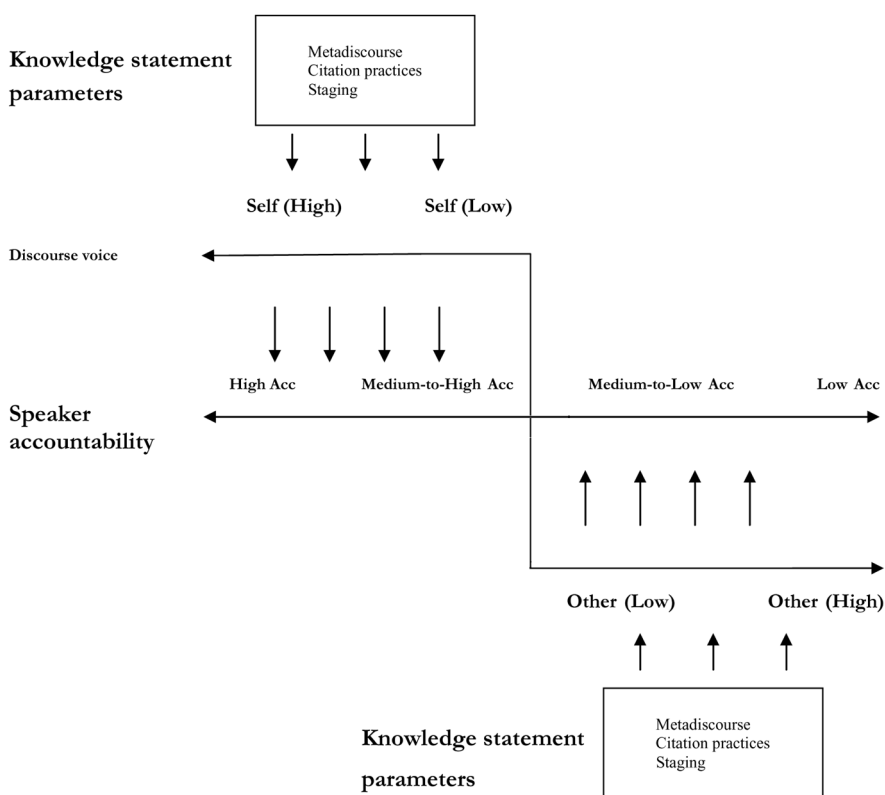 Knowledge statement
parameters
Metadiscourse
Citation practices
Staging
Self (High) Self (Low)
Discourse voice
High Acc Medium-to-High Acc Medium-to-Low Acc Low Acc
Speaker
accountability
Other (Low) Other (High)
Knowledge statement
parameters
Metadiscourse
Citation practices
Staging